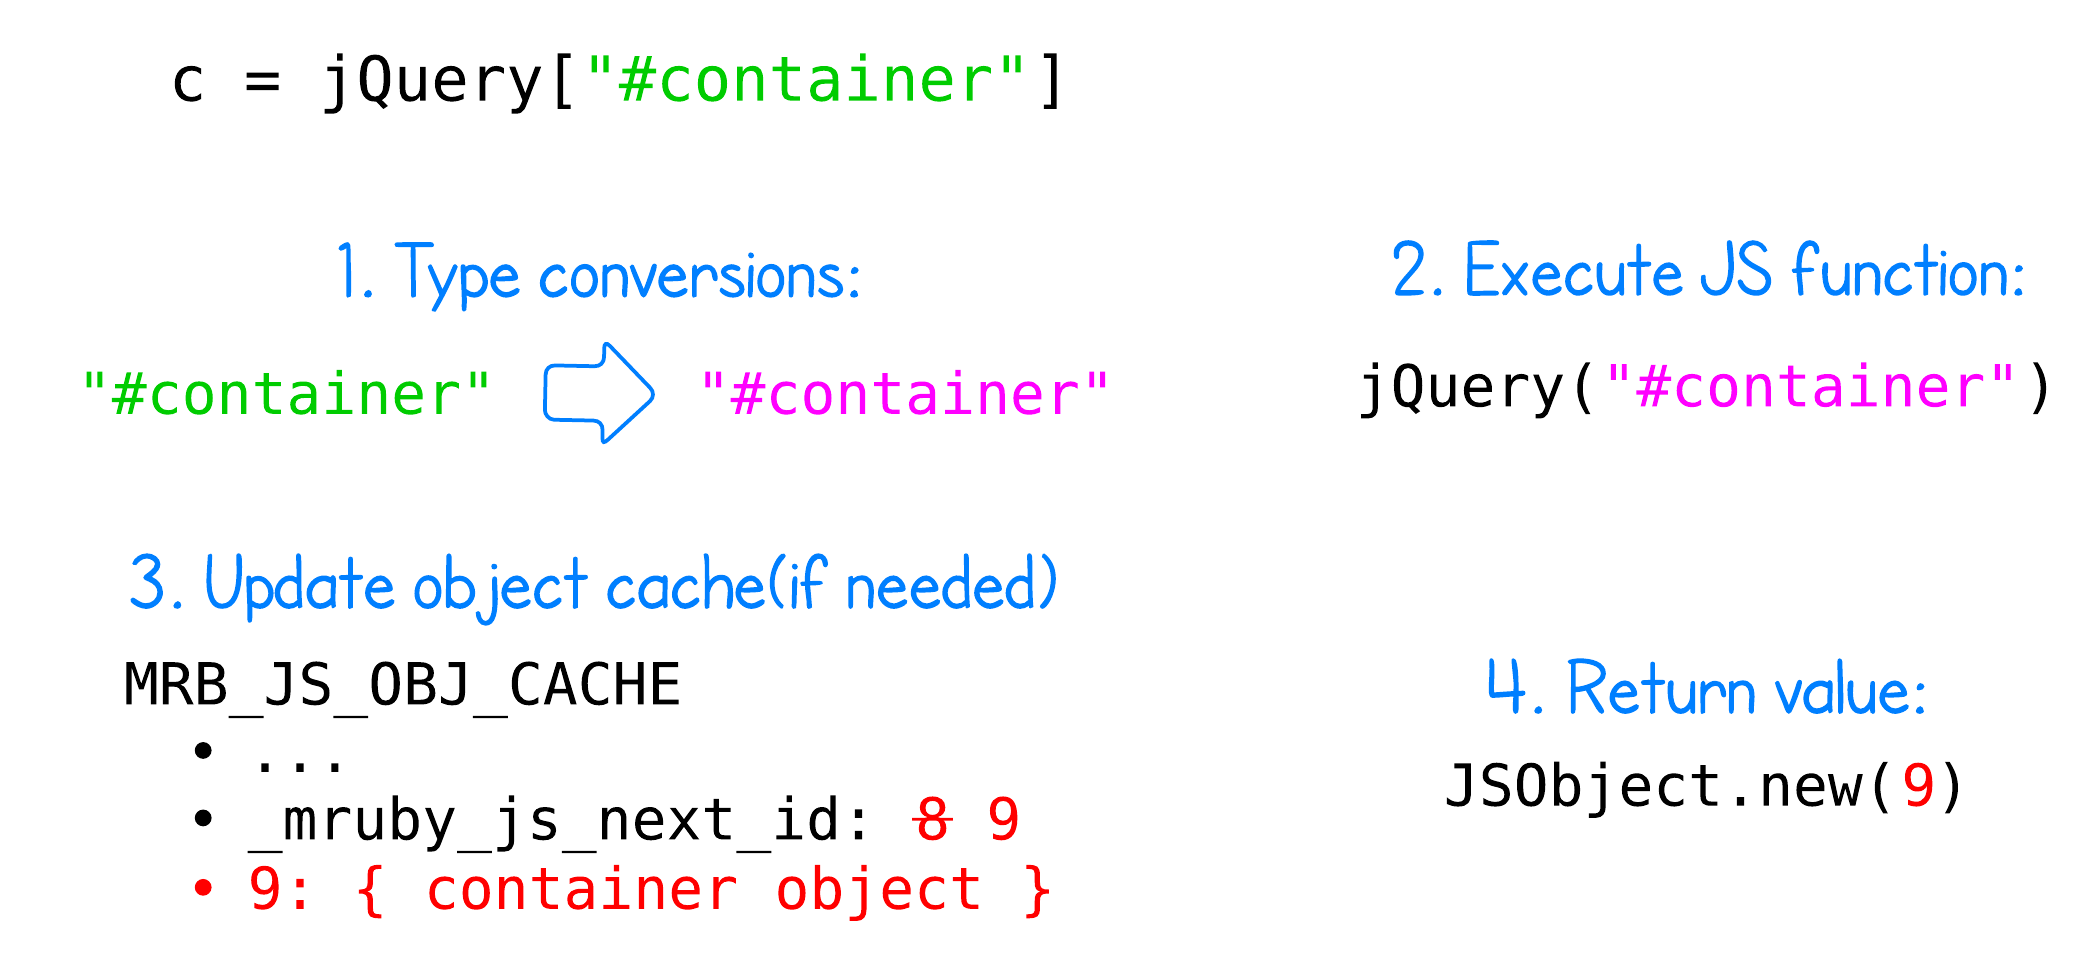 c = jQuery["#container"]
1. Type conversions:
"#container" "#container"
2. Execute JS function:
jQuery("#container")
3. Update object cache(if needed)
MRB_JS_OBJ_CACHE
• ...
• _mruby_js_next_id: 8 9
• 9: { container object }
4. Return value:
JSObject.new(9)